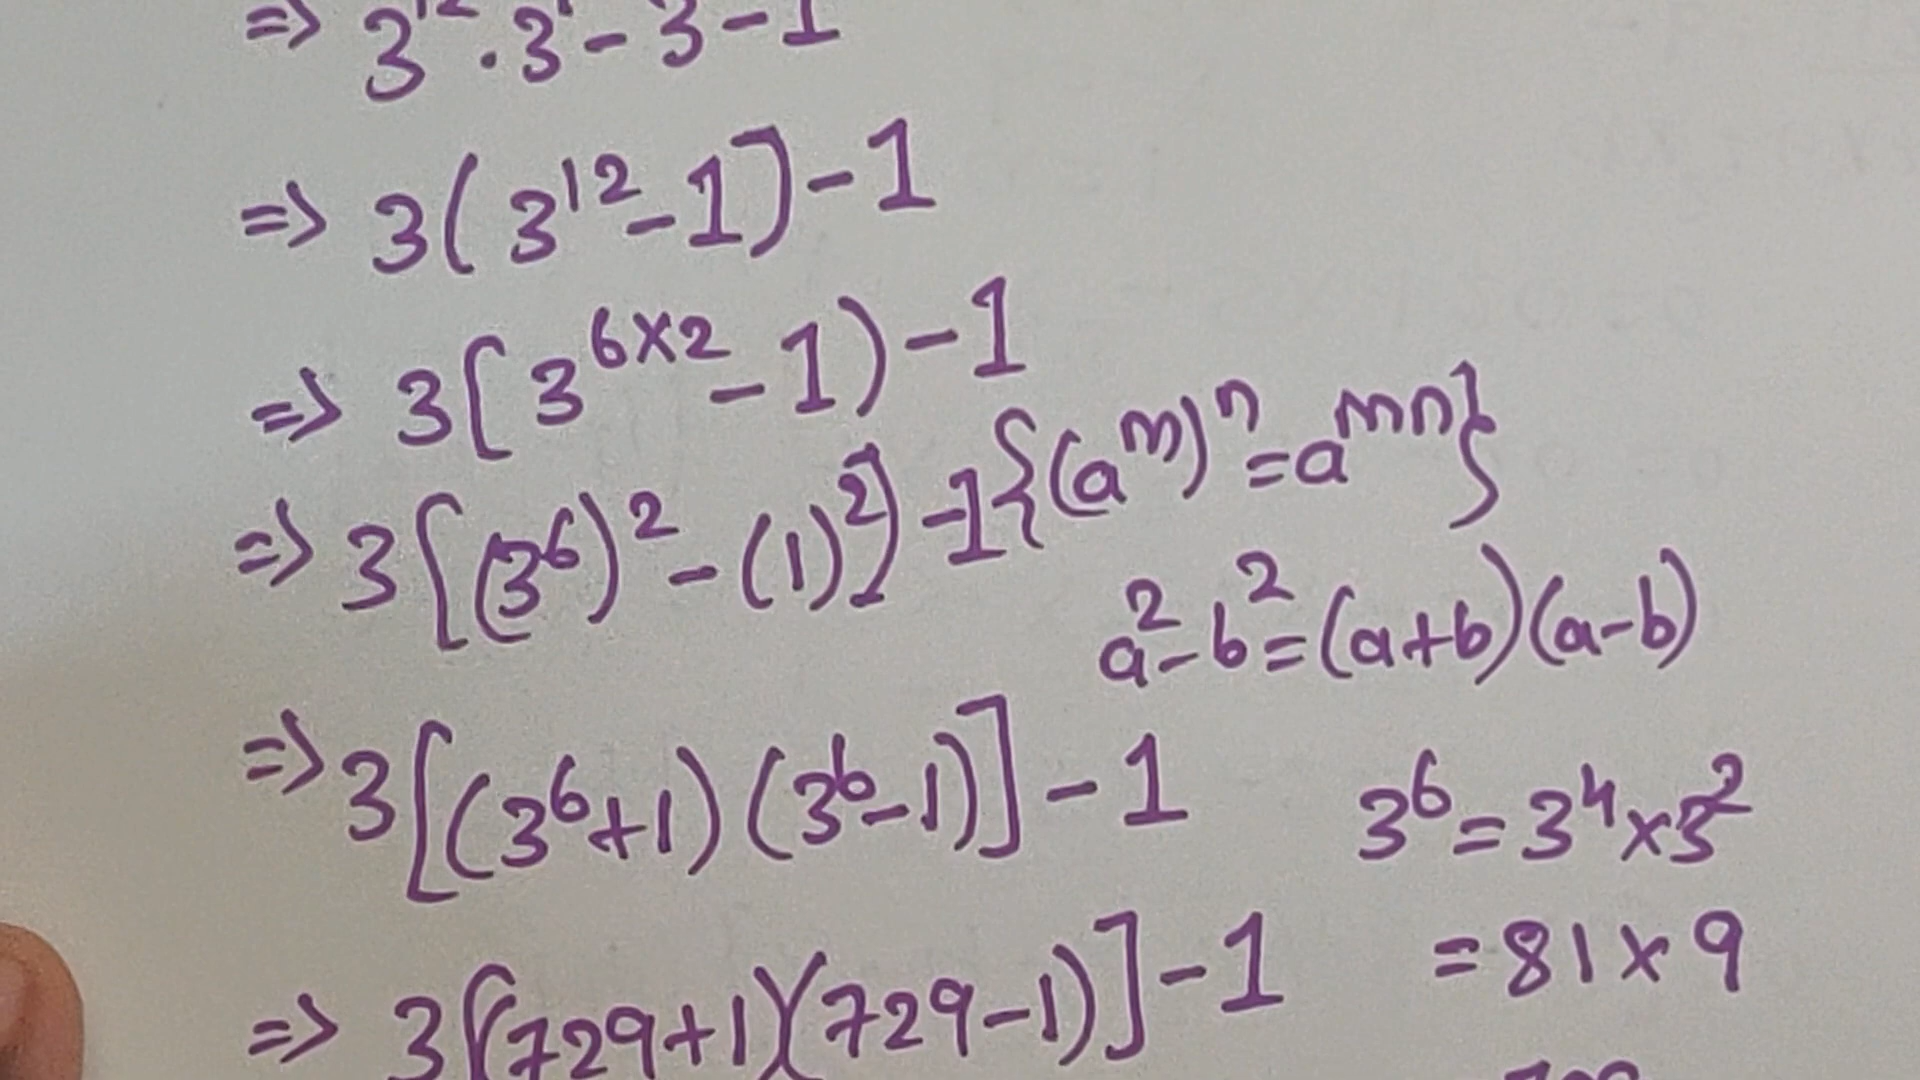 => 3¹² · 3¹ - 3 - 1
=> 3(3¹² - 1) - 1
=> 3[3⁶ˣ² - 1) - 1
=> 3[(3⁶)² - (1)²] - 1 {(aᵐ)ⁿ = aᵐⁿ}
a² - b² = (a+b)(a-b)
=> 3[(3⁶+1)(3⁶-1)] - 1
3⁶ = 3⁴ x 3²
= 81 x 9
=> 3[(729+1)(729-1)] - 1